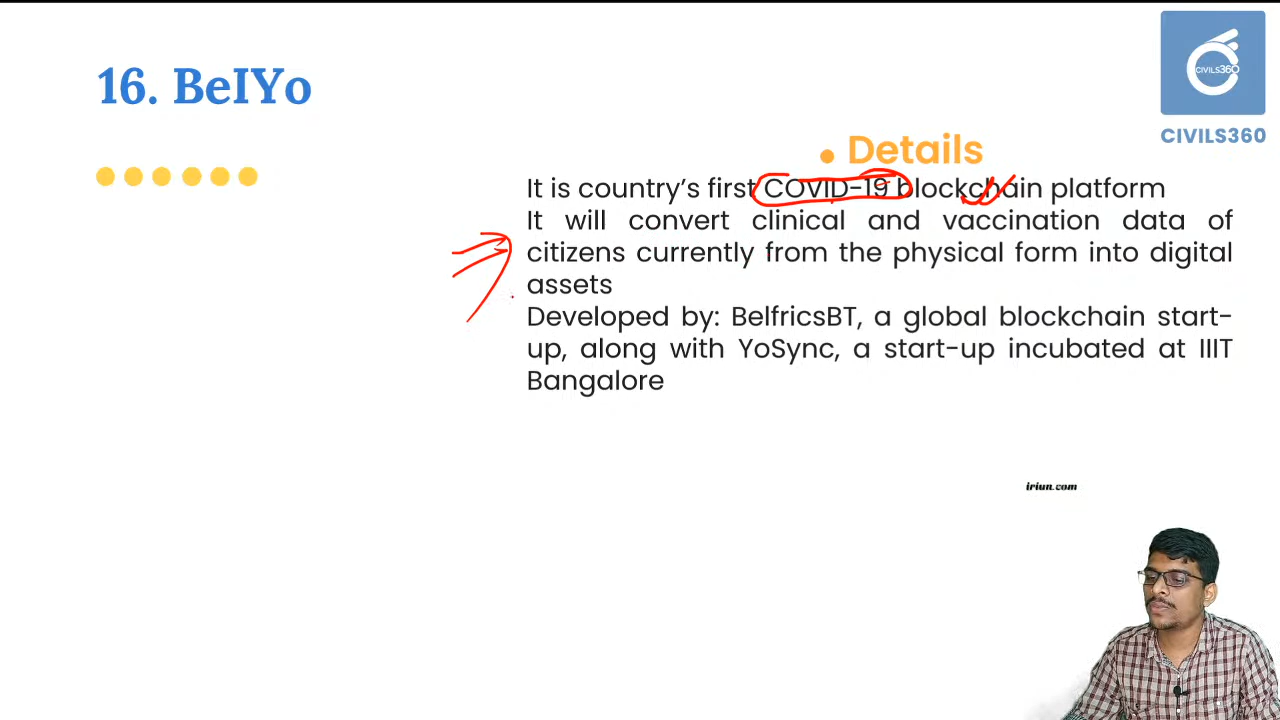 16. BeIYo
CIVILS360
CIVILS360
• Details
It is country's first COVID-19 blockchain platform
It will convert clinical and vaccination data of
citizens currently from the physical form into digital
assets
Developed by: BelfricsBT, a global blockchain start-
up, along with YoSync, a start-up incubated at IIIT
Bangalore
iriun.com